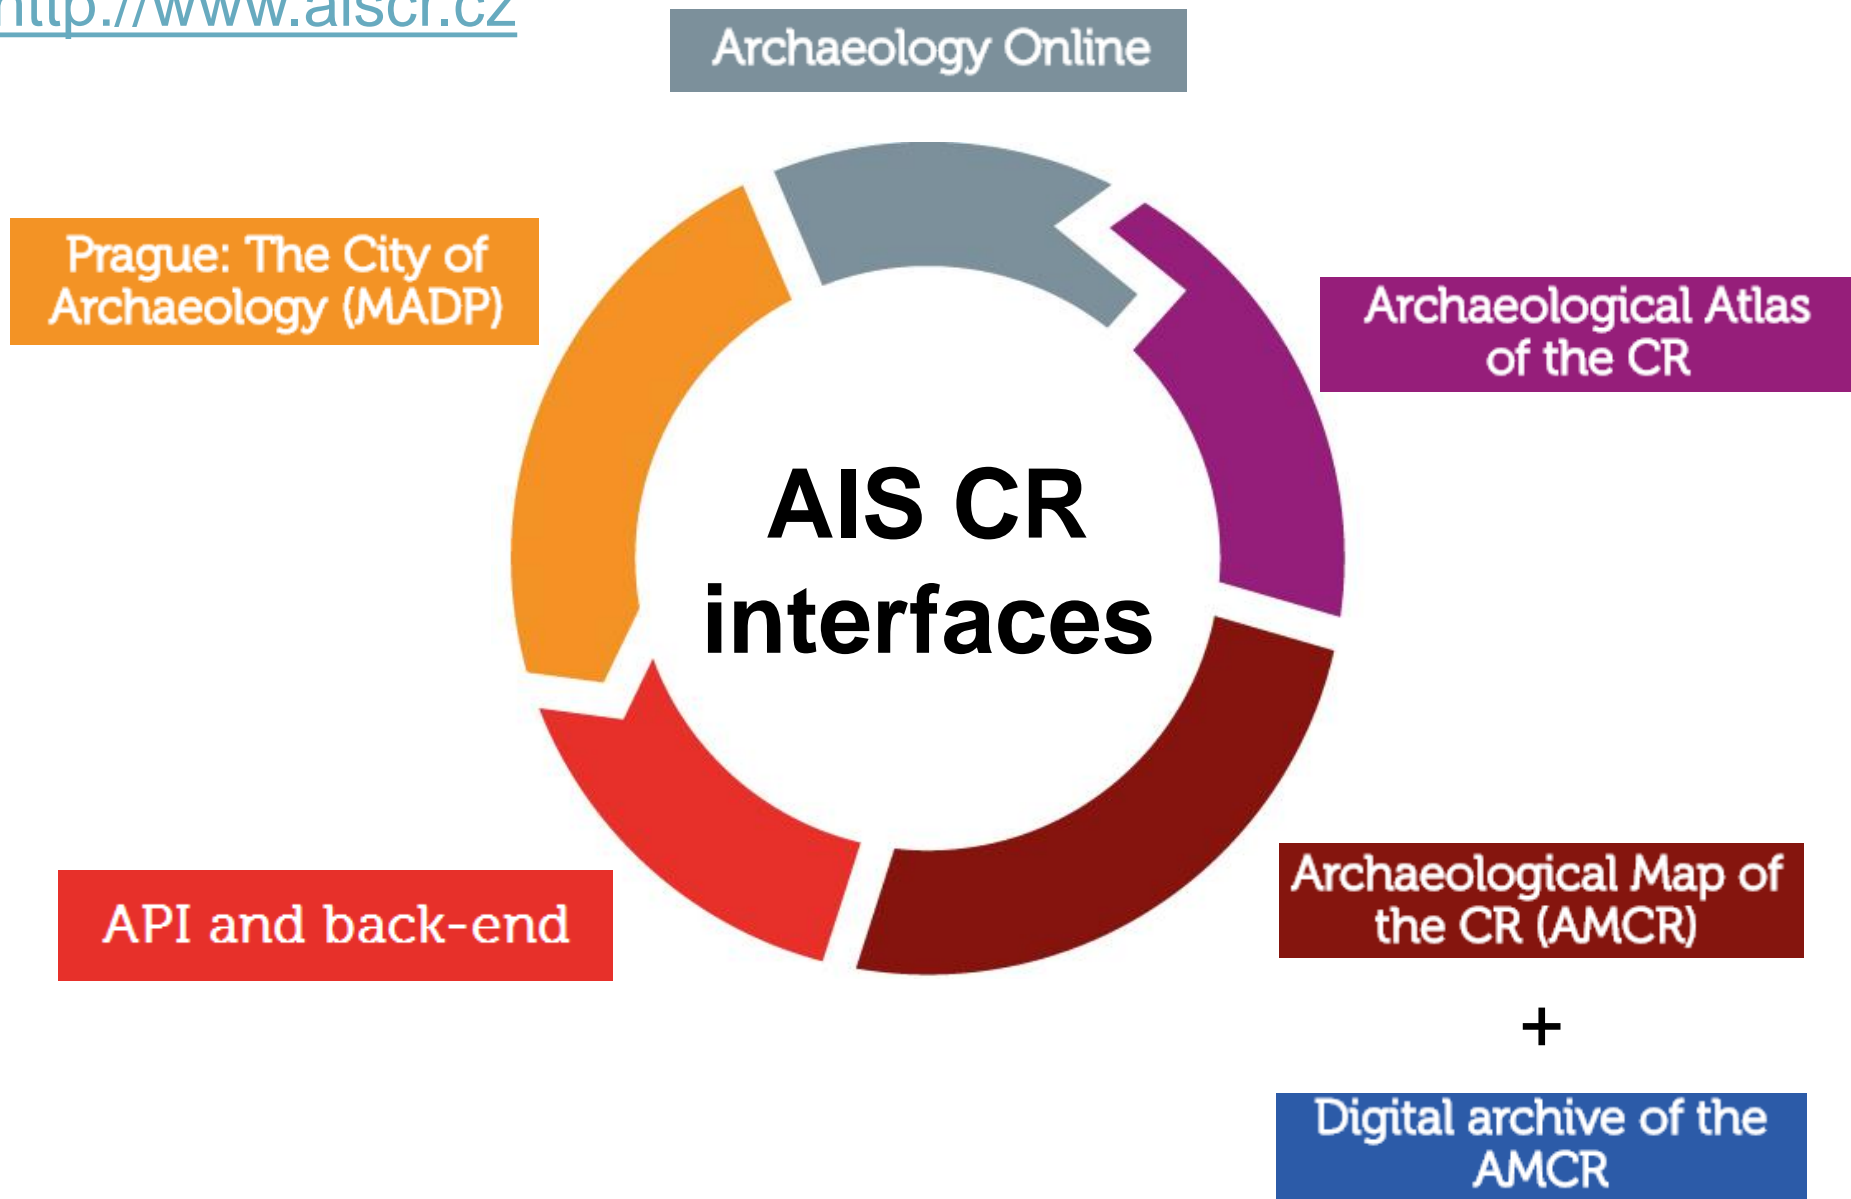 http://www.aiscr.cz
Archaeology Online
Prague: The City of
Archaeology (MADP)
Archaeological Atlas
of the CR
AIS CR
interfaces
API and back-end
Archaeological Map of
the CR (AMCR)
+
Digital archive of the
AMCR